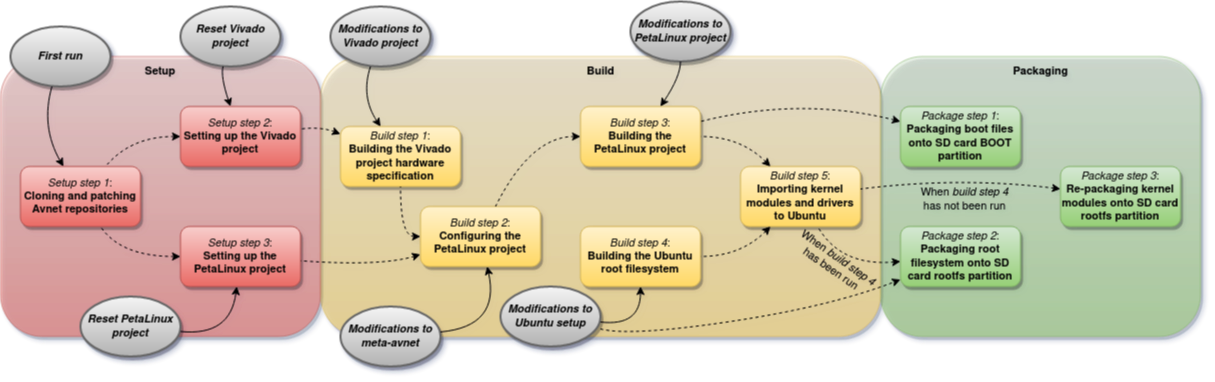 First run
Reset Vivado
project
Modifications to
Vivado project
Modifications to
PetaLinux project
Setup
Build
Packaging
Setup step 1:
Cloning and patching
Avnet repositories
Setup step 2:
Setting up the Vivado
project
Setup step 3:
Setting up the
PetaLinux project
Reset PetaLinux
project
Build step 1:
Building the Vivado
project hardware
specification
Build step 2:
Configuring the
PetaLinux project
Modifications to
meta-avnet
Build step 3:
Building the
PetaLinux project
Build step 4:
Building the Ubuntu
root filesystem
Modifications to
Ubuntu setup
Build step 5:
Importing kernel
modules and drivers
to Ubuntu
When build step 4
has been run
When build step 4
has not been run
Package step 1:
Packaging boot files
onto SD card BOOT
partition
Package step 2:
Packaging root
filesystem onto SD
card rootfs partition
Package step 3:
Re-packaging kernel
modules onto SD card
rootfs partition